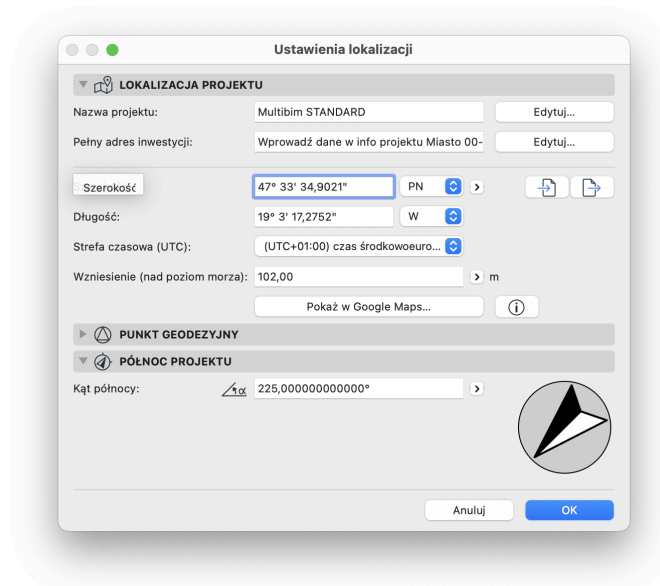 Ustawienia lokalizacji
LOKALIZACJA PROJEKTU
Nazwa projektu: Multibim STANDARD Edytuj...
Pełny adres inwestycji: Wprowadź dane w info projektu Miasto 00- Edytuj...
Szerokość 47° 33' 34,9021" PN
Długość: 19° 3' 17,2752" W
Strefa czasowa (UTC): (UTC+01:00) czas środkowoeuro...
Wzniesienie (nad poziom morza): 102,00 m
Pokaż w Google Maps...
PUNKT GEODEZYJNY
PÓŁNOC PROJEKTU
Kąt północy: α 225,000000000000°
Anuluj OK